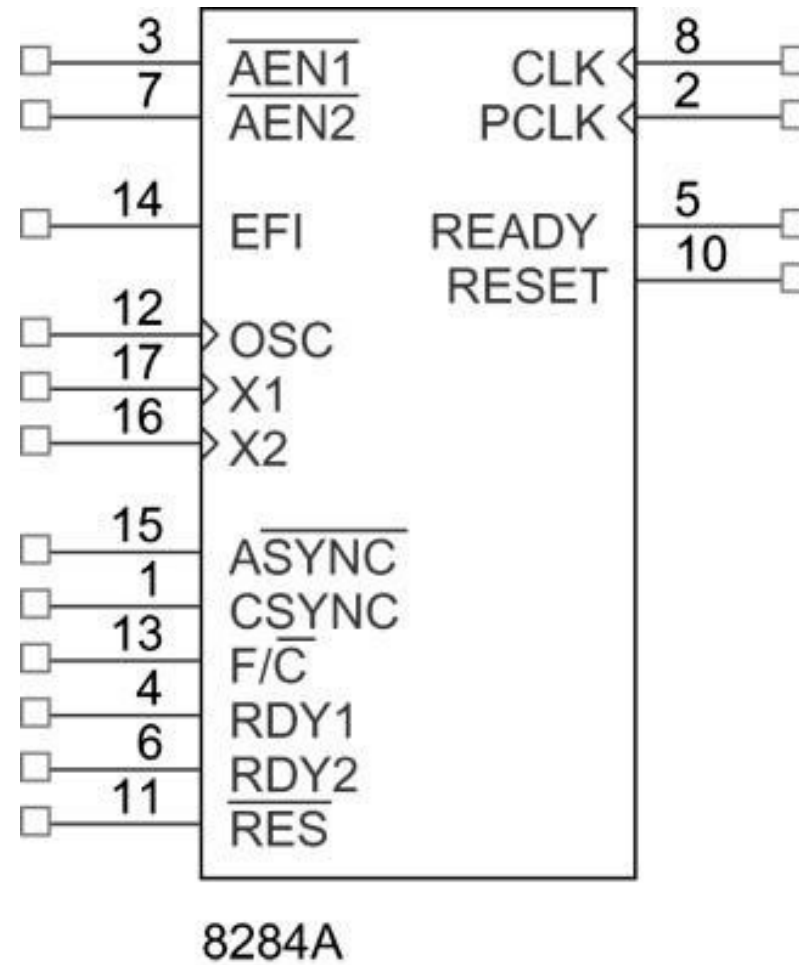 3 AEN1 CLK 8
7 AEN2 PCLK 2
14 EFI READY 5
RESET 10
12 OSC
17 X1
16 X2
15 ASYNC
1 CSYNC
13 F/C
4 RDY1
6 RDY2
11 RES
8284A